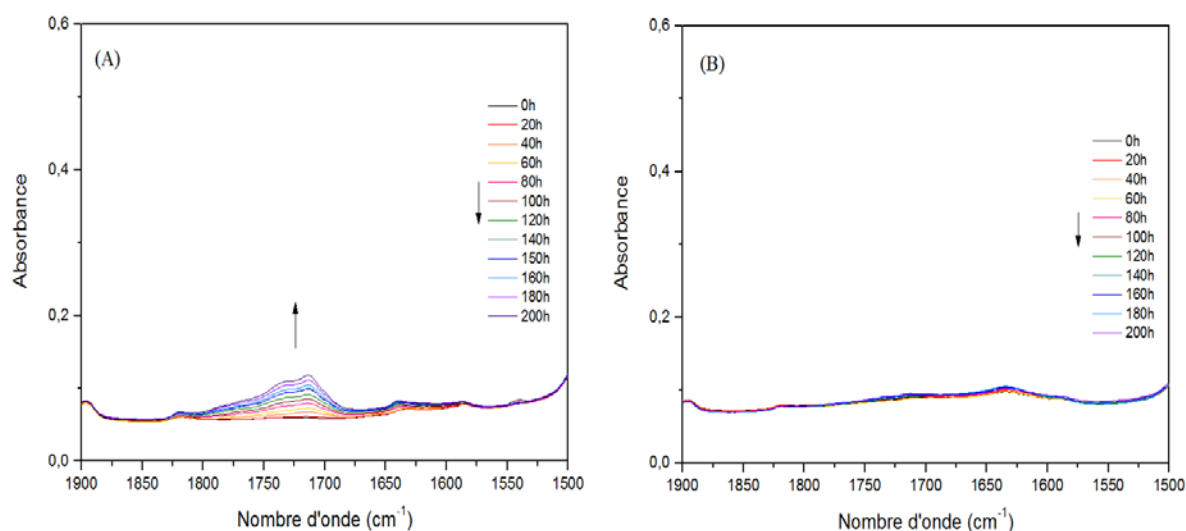 (A)
0,6
0,4
0,2
0,0
Absorbance
0h
20h
40h
60h
80h
100h
120h
140h
150h
160h
180h
200h
1900 1850 1800 1750 1700 1650 1600 1550 1500
Nombre d'onde (cm⁻¹)
(B)
0,6
0,4
0,2
0,0
Absorbance
0h
20h
40h
60h
80h
100h
120h
140h
160h
180h
200h
1900 1850 1800 1750 1700 1650 1600 1550 1500
Nombre d'onde (cm⁻¹)